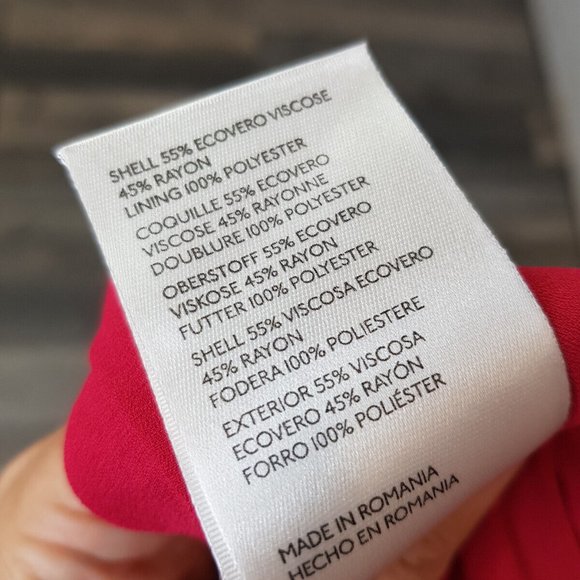 SHELL 55% ECOVERO VISCOSE
45% RAYON
LINING 100% POLYESTER
COQUILLE 55% ECOVERO
VISCOSE 45% RAYONNE
DOUBLURE 100% POLYESTER
OBERSTOFF 55% ECOVERO
VISKOSE 45% RAYON
FUTTER 100% POLYESTER
SHELL 55% VISCOSA ECOVERO
45% RAYON
FODERA 100% POLIESTERE
EXTERIOR 55% VISCOSA
ECOVERO 45% RAYÓN
FORRO 100% POLIÉSTER
MADE IN ROMANIA
HECHO EN ROMANIA